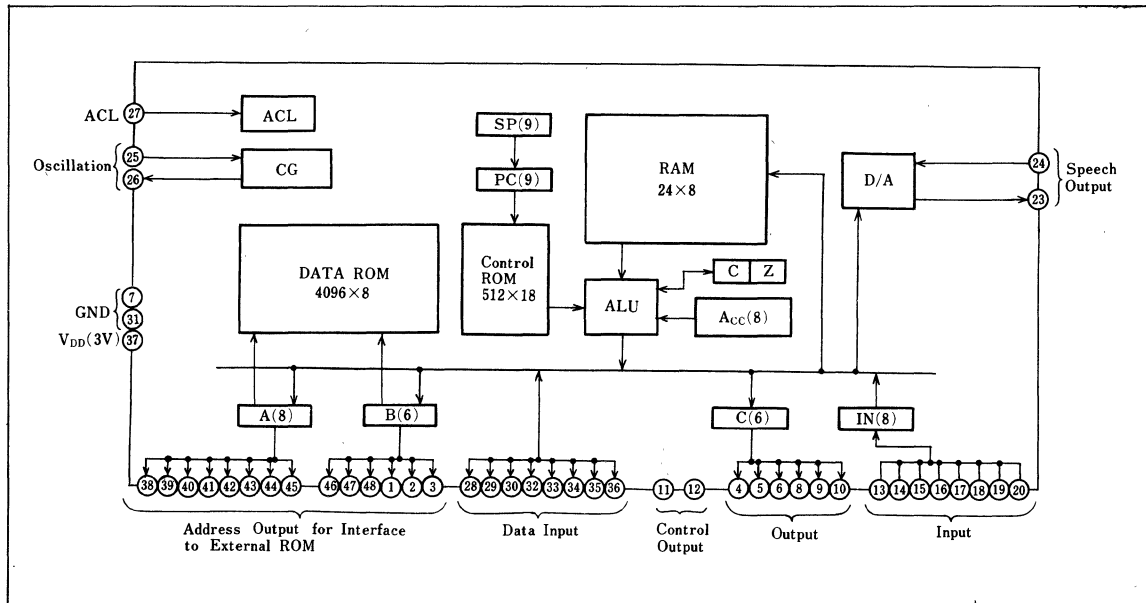 ACL 27
ACL
Oscillation
25
26
CG
SP(9)
PC(9)
RAM
24×8
D/A
24
23
Speech
Output
DATA ROM
4096×8
Control
ROM
512×18
ALU
C Z
ACC(8)
GND
7
31
VDD(3V) 37
A(8)
B(6)
C(6)
IN(8)
38 39 40 41 42 43 44 45 46 47 48 1 2 3 28 29 30 32 33 34 35 36 11 12 4 5 6 8 9 10 13 14 15 16 17 18 19 20
Address Output for Interface
to External ROM
Data Input
Control
Output
Output
Input